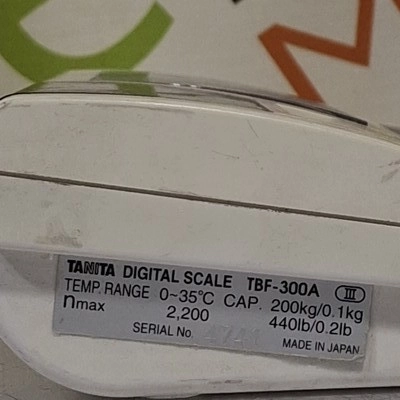 TANITA DIGITAL SCALE TBF-300A III
TEMP. RANGE 0~35°C CAP. 200kg/0.1kg
nmax 2,200 440lb/0.2lb
SERIAL No.
MADE IN JAPAN